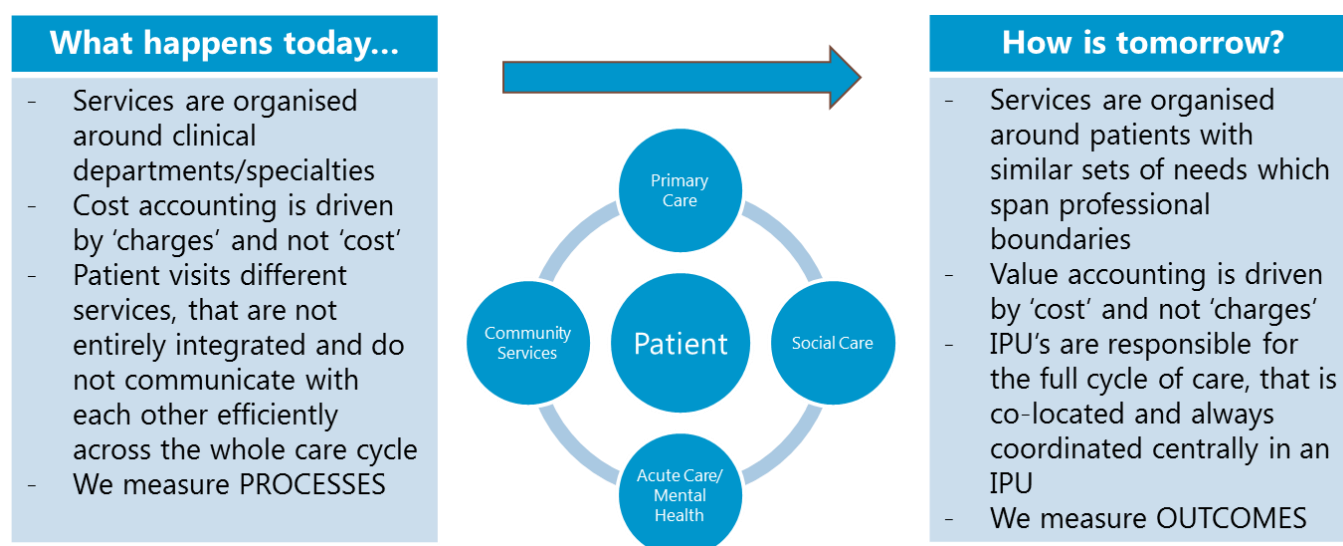 What happens today...
- Services are organised
around clinical
departments/specialties
- Cost accounting is driven
by ‘charges’ and not ‘cost’
- Patient visits different
services, that are not
entirely integrated and do
not communicate with
each other efficiently
across the whole care cycle
- We measure PROCESSES
Primary
Care
Community
Services
Patient
Social Care
Acute Care/
Mental
Health
How is tomorrow?
- Services are organised
around patients with
similar sets of needs which
span professional
boundaries
- Value accounting is driven
by ‘cost’ and not ‘charges’
- IPU’s are responsible for
the full cycle of care, that is
co-located and always
coordinated centrally in an
IPU
- We measure OUTCOMES